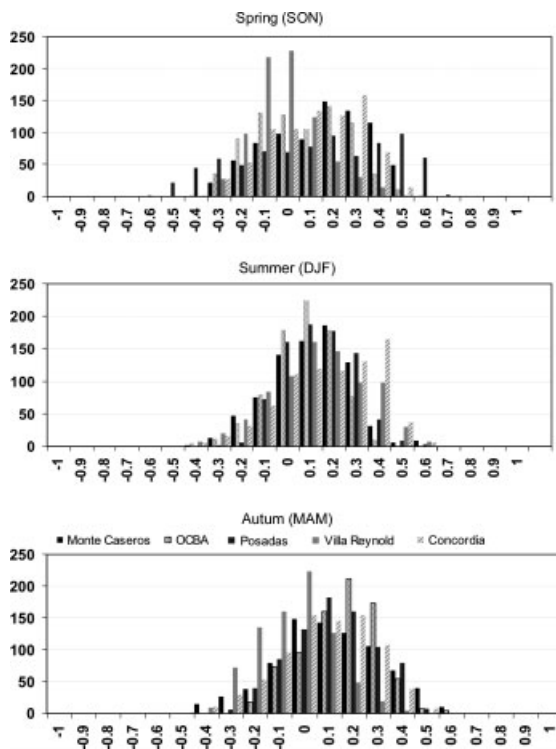 Spring (SON)
250
200
150
100
50
0
-1 -0.9 -0.8 -0.7 -0.6 -0.5 -0.4 -0.3 -0.2 -0.1 0 0.1 0.2 0.3 0.4 0.5 0.6 0.7 0.8 0.9 1
Summer (DJF)
250
200
150
100
50
0
-1 -0.9 -0.8 -0.7 -0.6 -0.5 -0.4 -0.3 -0.2 -0.1 0 0.1 0.2 0.3 0.4 0.5 0.6 0.7 0.8 0.9 1
Autum (MAM)
Monte Caseros OCBA Posadas Villa Reynold Concordia
250
200
150
100
50
0
-1 -0.9 -0.8 -0.7 -0.6 -0.5 -0.4 -0.3 -0.2 -0.1 0 0.1 0.2 0.3 0.4 0.5 0.6 0.7 0.8 0.9 1